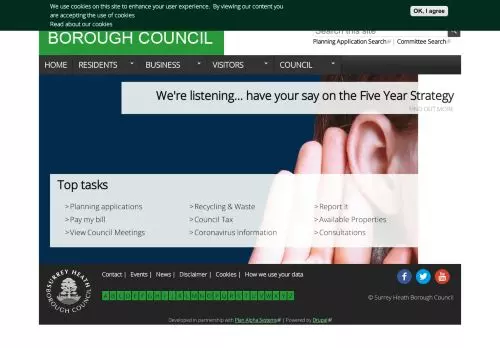 We use cookies on this site to enhance your user experience. By viewing our content you
are accepting the use of cookies
Read about our cookies
OK, I agree
BOROUGH COUNCIL
Search this site
Planning Application Search | Committee Search
HOME RESIDENTS BUSINESS VISITORS COUNCIL
We're listening... have your say on the Five Year Strategy
FIND OUT MORE
Top tasks
> Planning applications > Recycling & Waste > Report it
> Pay my bill > Council Tax > Available Properties
> View Council Meetings > Coronavirus information > Consultations
SURREY HEATH BOROUGH COUNCIL
Contact | Events | News | Disclaimer | Cookies | How we use your data
A B C D E F G H I J K L M N O P Q R S T U V W X Y Z
© Surrey Heath Borough Council
Developed in partnership with Plan Alpha Systems | Powered by Drupal